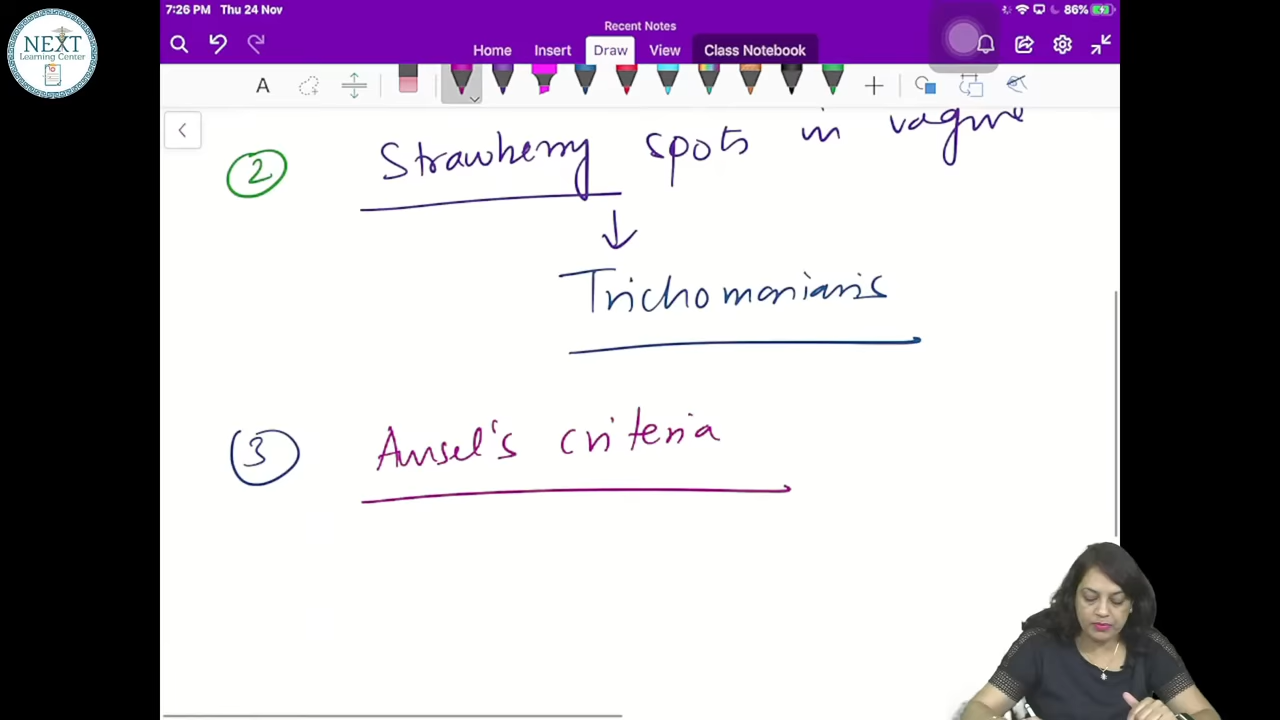 7:26 PM Thu 24 Nov
86%
NEXT
Learning Center
Recent Notes
Home Insert Draw View Class Notebook
A
2 Strawberry spots in vagina
↓
Trichomoniasis
3 Amsel's criteria